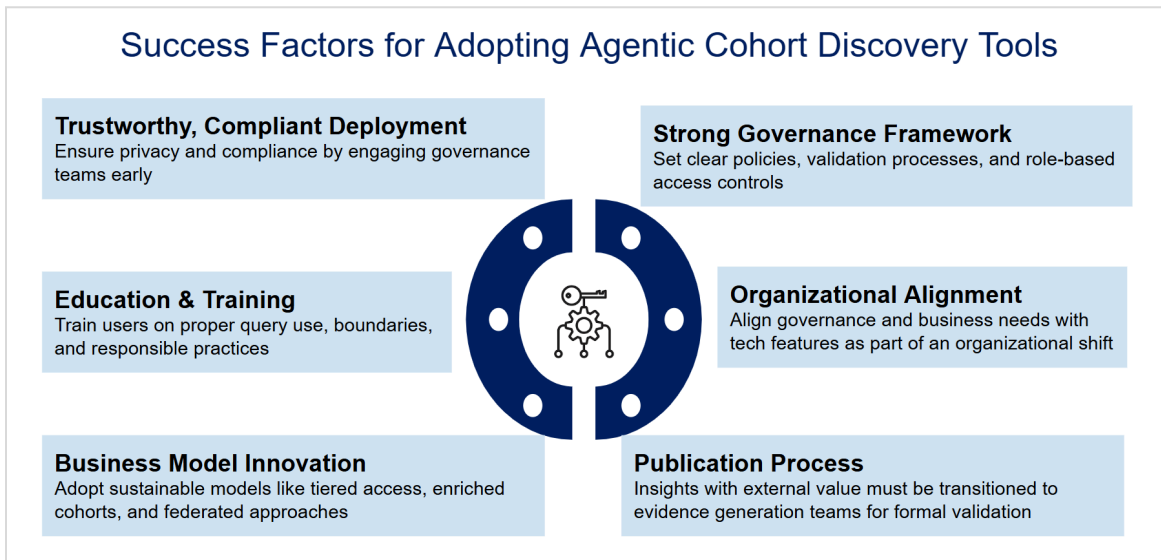 Success Factors for Adopting Agentic Cohort Discovery Tools
Trustworthy, Compliant Deployment
Ensure privacy and compliance by engaging governance
teams early
Strong Governance Framework
Set clear policies, validation processes, and role-based
access controls
Education & Training
Train users on proper query use, boundaries,
and responsible practices
Organizational Alignment
Align governance and business needs with
tech features as part of an organizational shift
Business Model Innovation
Adopt sustainable models like tiered access, enriched
cohorts, and federated approaches
Publication Process
Insights with external value must be transitioned to
evidence generation teams for formal validation